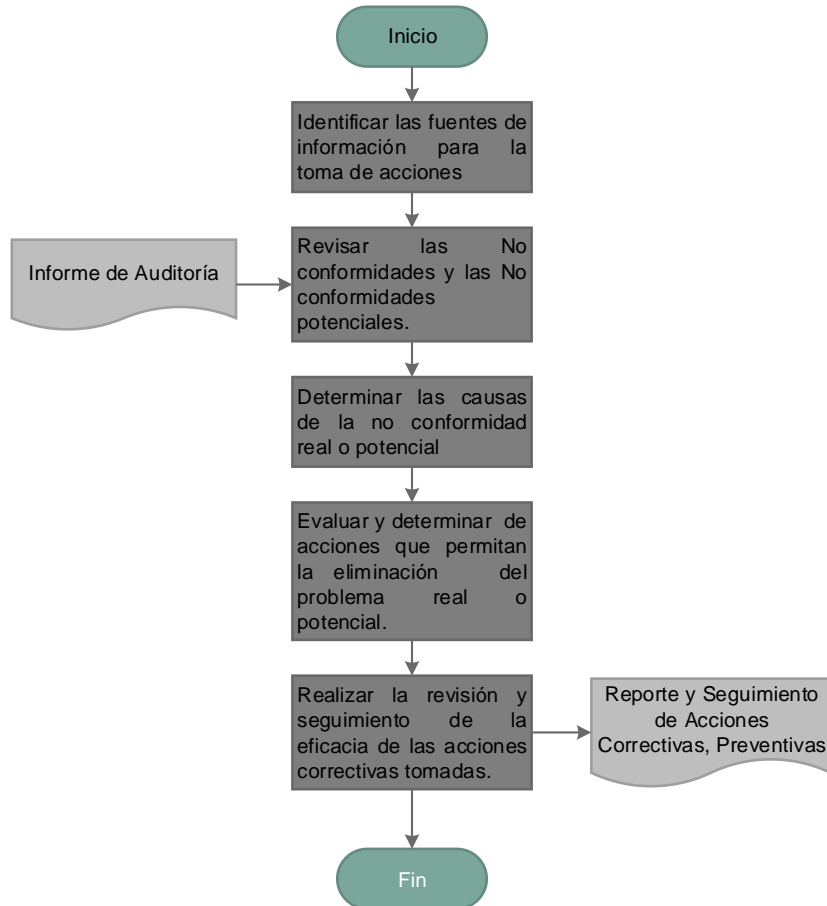 Inicio
Identificar las fuentes de
información para la
toma de acciones
Informe de Auditoría
Revisar las No
conformidades y las No
conformidades
potenciales.
Determinar las causas
de la no conformidad
real o potencial
Evaluar y determinar de
acciones que permitan
la eliminación del
problema real o
potencial.
Realizar la revisión y
seguimiento de la
eficacia de las acciones
correctivas tomadas.
Reporte y Seguimiento
de Acciones
Correctivas, Preventivas
Fin